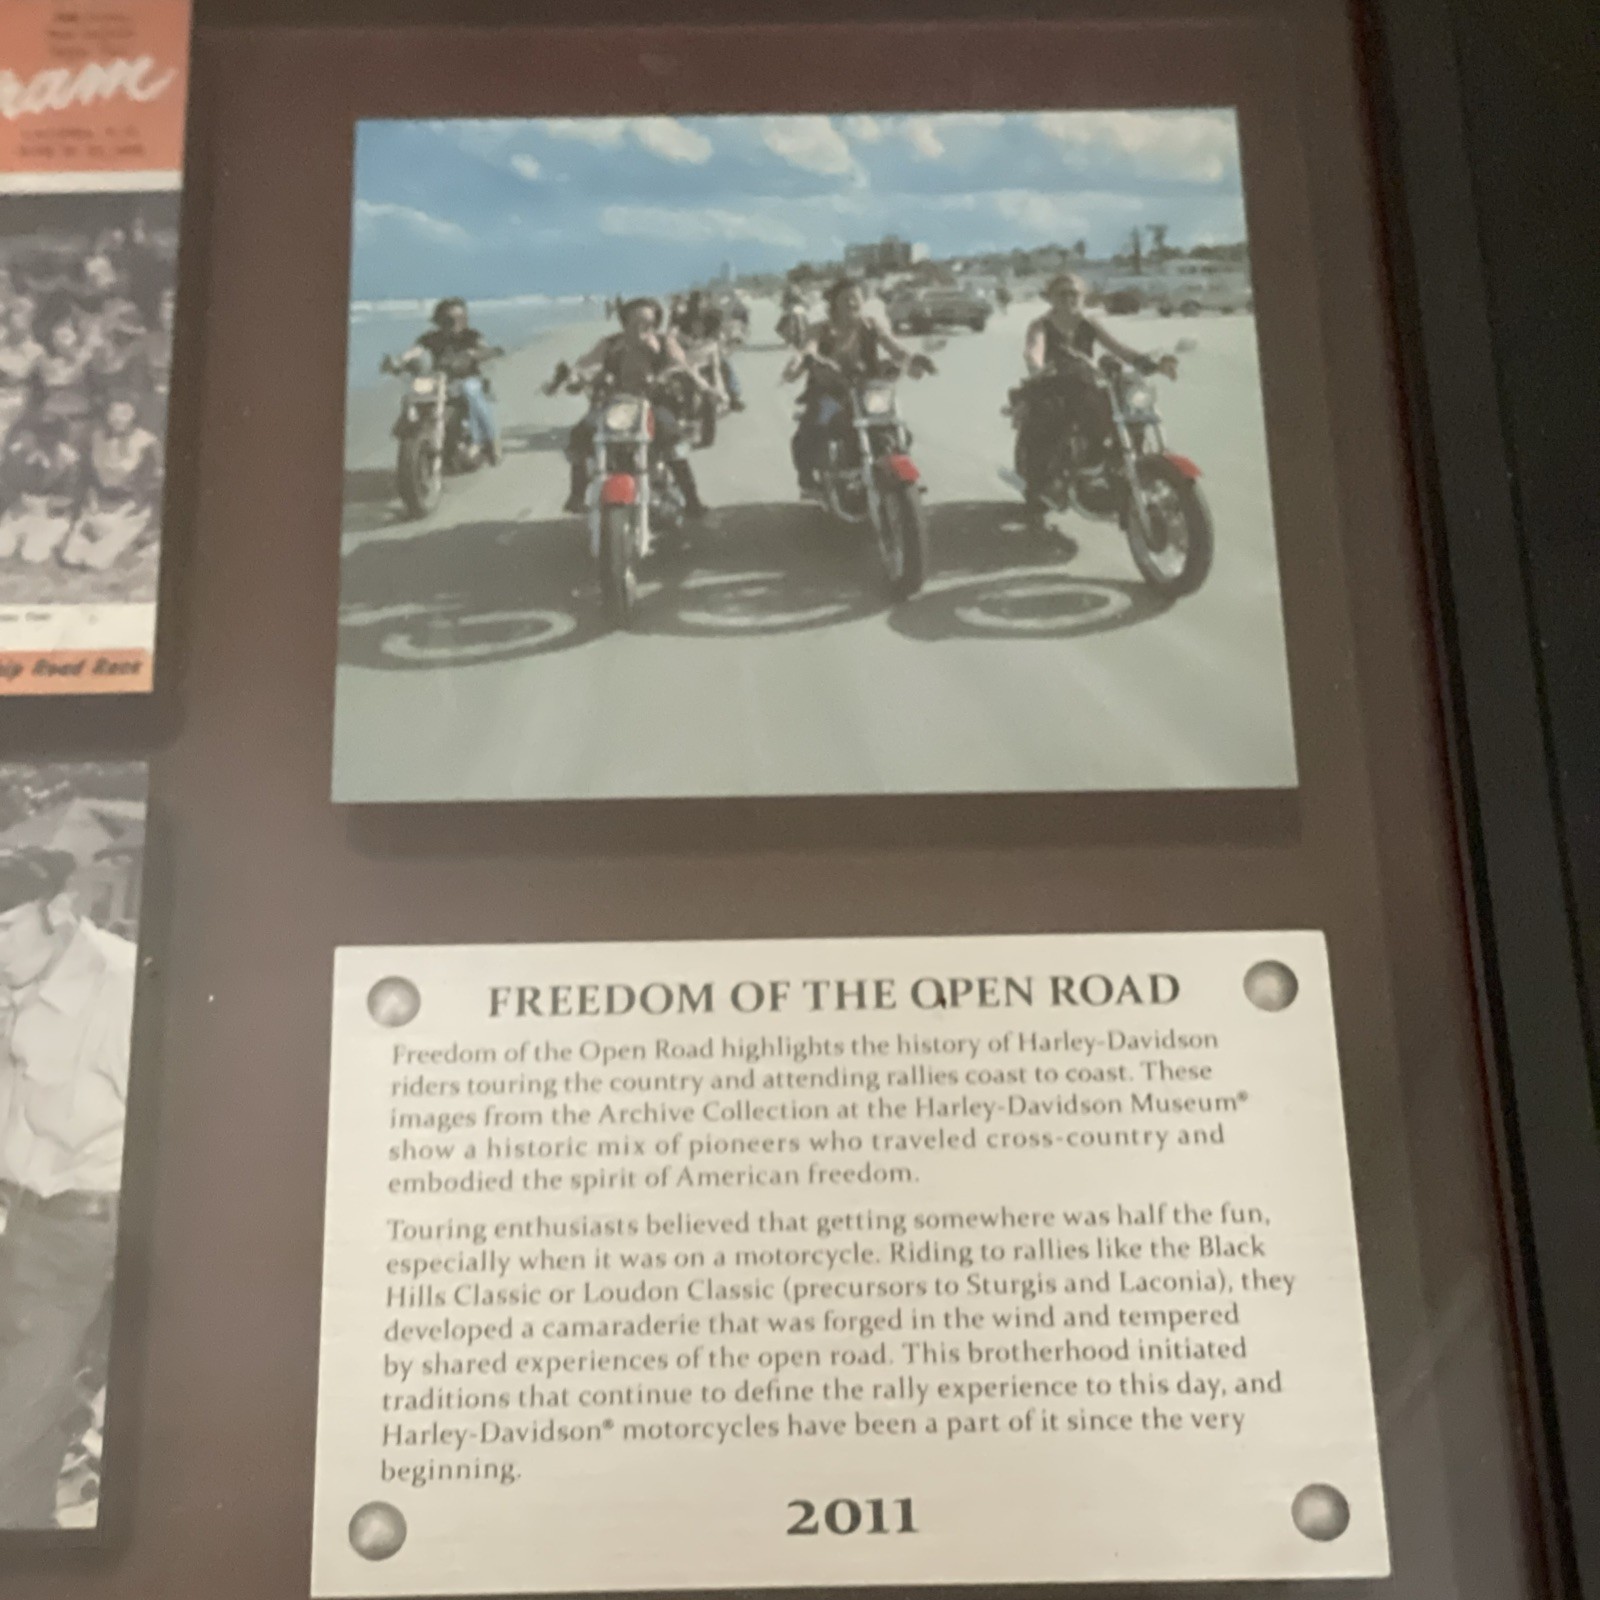 ram
Road Race
FREEDOM OF THE OPEN ROAD
Freedom of the Open Road highlights the history of Harley-Davidson
riders touring the country and attending rallies coast to coast. These
images from the Archive Collection at the Harley-Davidson Museum®
show a historic mix of pioneers who traveled cross-country and
embodied the spirit of American freedom.
Touring enthusiasts believed that getting somewhere was half the fun,
especially when it was on a motorcycle. Riding to rallies like the Black
Hills Classic or Loudon Classic (precursors to Sturgis and Laconia), they
developed a camaraderie that was forged in the wind and tempered
by shared experiences of the open road. This brotherhood initiated
traditions that continue to define the rally experience to this day, and
Harley-Davidson® motorcycles have been a part of it since the very
beginning.
2011